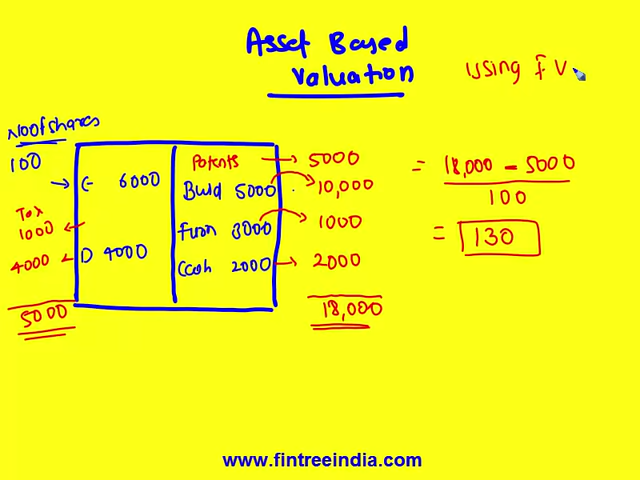 Asset Based
Valuation
Using FV
No of shares
100
E 6000
Patents 5000
Build 5000 10,000
Tax
1000
Furn 3000 1000
4000 D 4000
Cash 2000 2000
5000
18,000
= 18,000 - 5000
100
= 130
www.fintreeindia.com